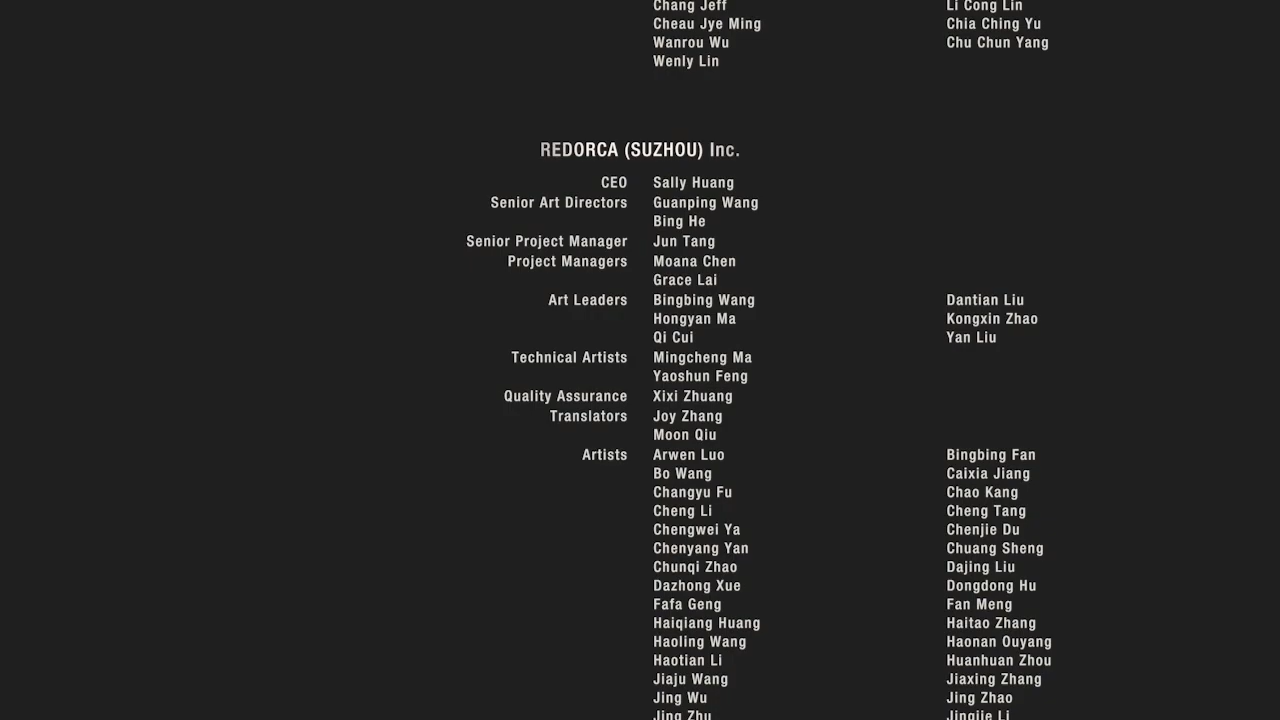 Chang Jeff Li Cong Lin
Cheau Jye Ming Chia Ching Yu
Wanrou Wu Chu Chun Yang
Wenly Lin
REDORCA (SUZHOU) Inc.
CEO Sally Huang
Senior Art Directors Guanping Wang
Bing He
Senior Project Manager Jun Tang
Project Managers Moana Chen
Grace Lai
Art Leaders Bingbing Wang Dantian Liu
Hongyan Ma Kongxin Zhao
Qi Cui Yan Liu
Technical Artists Mingcheng Ma
Yaoshun Feng
Quality Assurance Xixi Zhuang
Translators Joy Zhang
Moon Qiu
Artists Arwen Luo Bingbing Fan
Bo Wang Caixia Jiang
Changyu Fu Chao Kang
Cheng Li Cheng Tang
Chengwei Ya Chenjie Du
Chenyang Yan Chuang Sheng
Chunqi Zhao Dajing Liu
Dazhong Xue Dongdong Hu
Fafa Geng Fan Meng
Haiqiang Huang Haitao Zhang
Haoling Wang Haonan Ouyang
Haotian Li Huanhuan Zhou
Jiaju Wang Jiaxing Zhang
Jing Wu Jing Zhao
Jing Zhu Jingjie Li